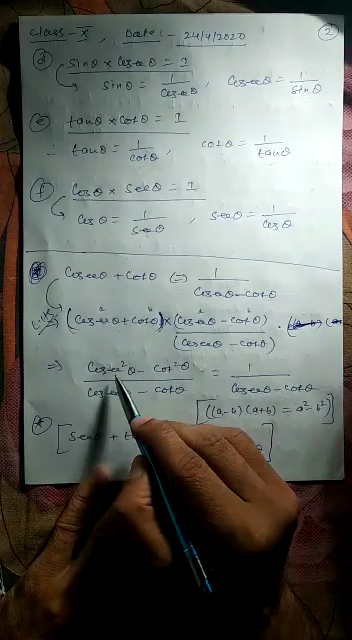 Class - X, Date:- 24/4/2020 (2)
(d) sinθ × cosecθ = 1
sinθ = 1/cosecθ , cosecθ = 1/sinθ
(e) tanθ × cotθ = 1
∴ tanθ = 1/cotθ , cotθ = 1/tanθ
(f) cosθ × secθ = 1
cosθ = 1/secθ , secθ = 1/cosθ
cosecθ + cotθ (=) 1/(cosecθ - cotθ)
L.H.S (cosecθ + cotθ) × (cosecθ - cotθ)/(cosecθ - cotθ) .
⇒ (cosec²θ - cot²θ)/(cosecθ - cotθ) = 1/(cosecθ - cotθ)
[((a-b) (a+b) = a² - b²)]
[secθ +